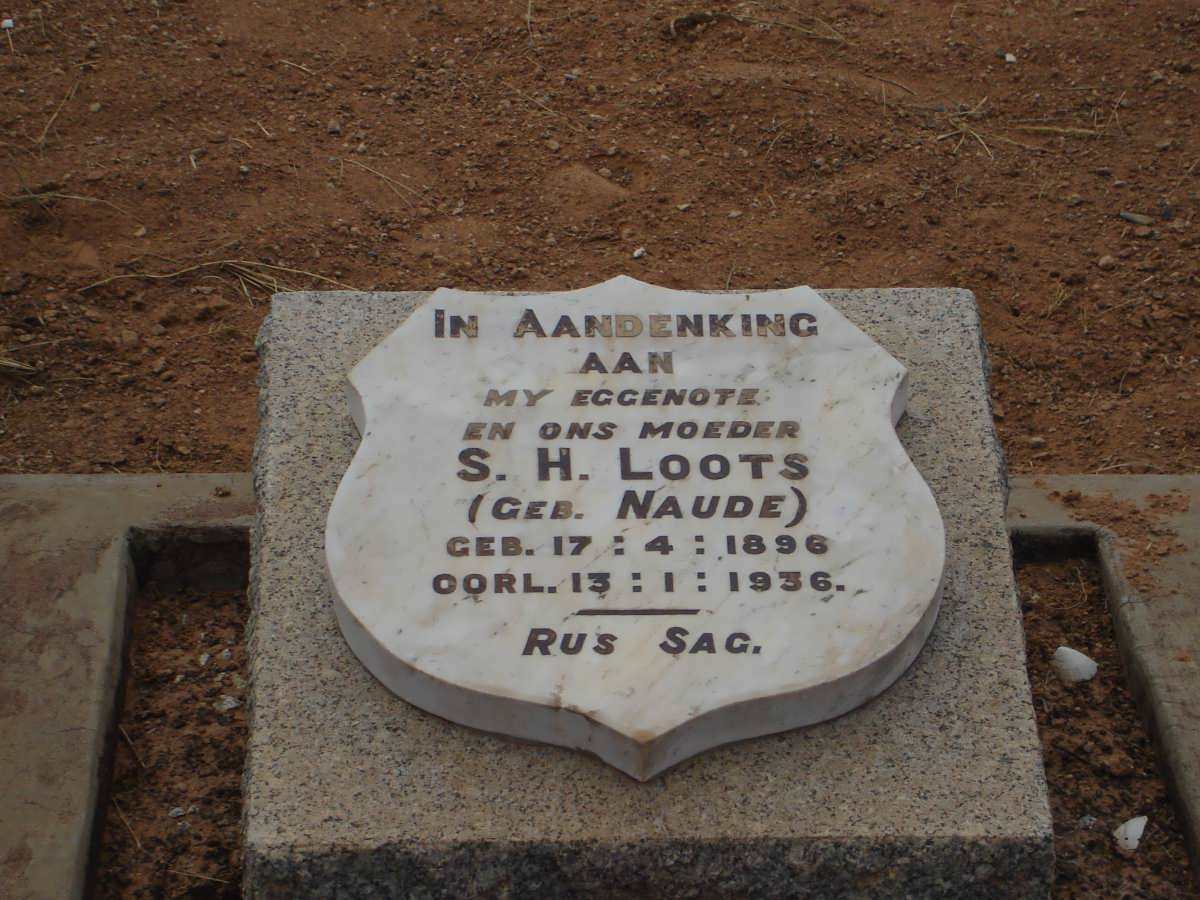 In Aandenking
AAN
MY EGGENOTE
EN ONS MOEDER
S. H. Loots
(Geb. Naude)
GEB. 17 : 4 : 1896
OORL. 13 : 1 : 1936.
Rus Sag.